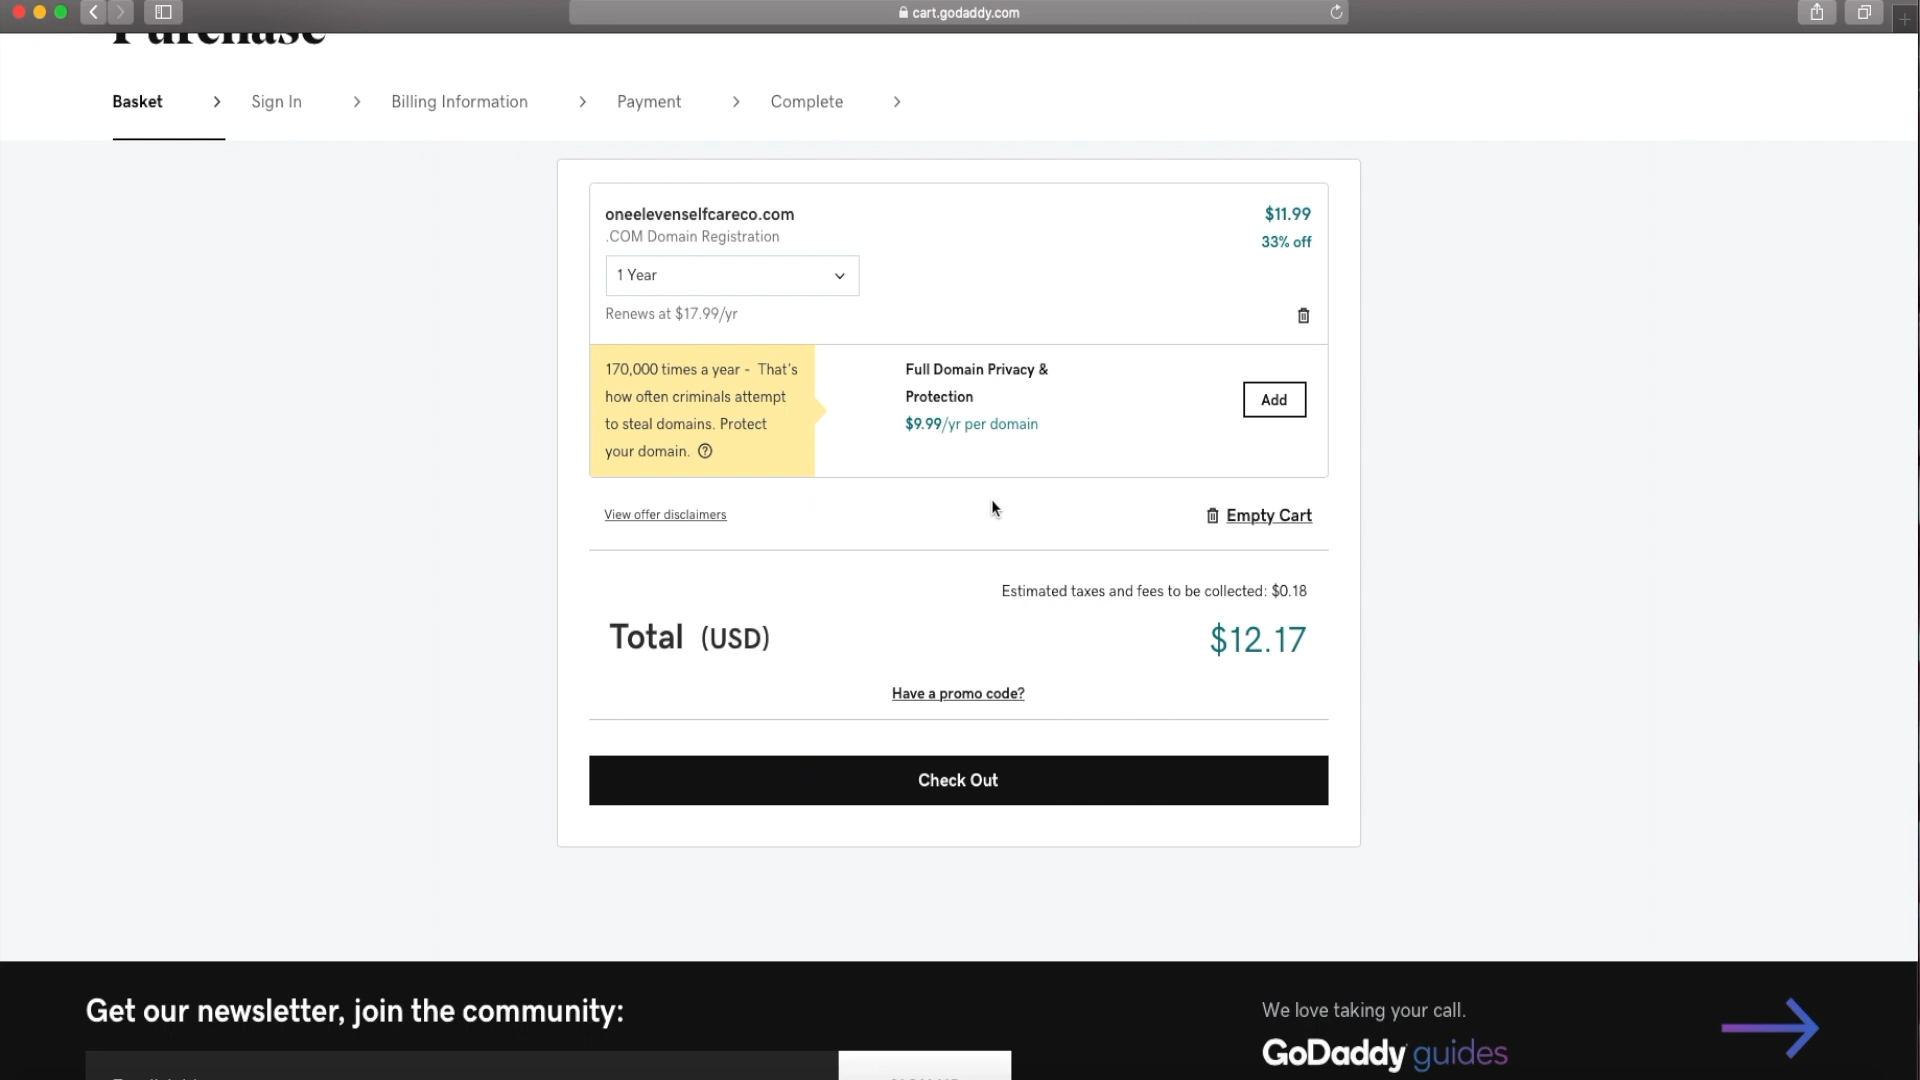 cart.godaddy.com
Purchase
Basket
Sign In
Billing Information
Payment
Complete
oneelevenselfcareco.com
$11.99
.COM Domain Registration
33% off
1 Year
Renews at $17.99/yr
170,000 times a year - That's
how often criminals attempt
to steal domains. Protect
your domain.
Full Domain Privacy &
Protection
$9.99/yr per domain
Add
View offer disclaimers
Empty Cart
Estimated taxes and fees to be collected: $0.18
Total (USD)
$12.17
Have a promo code?
Check Out
Get our newsletter, join the community:
We love taking your call.
GoDaddy guides